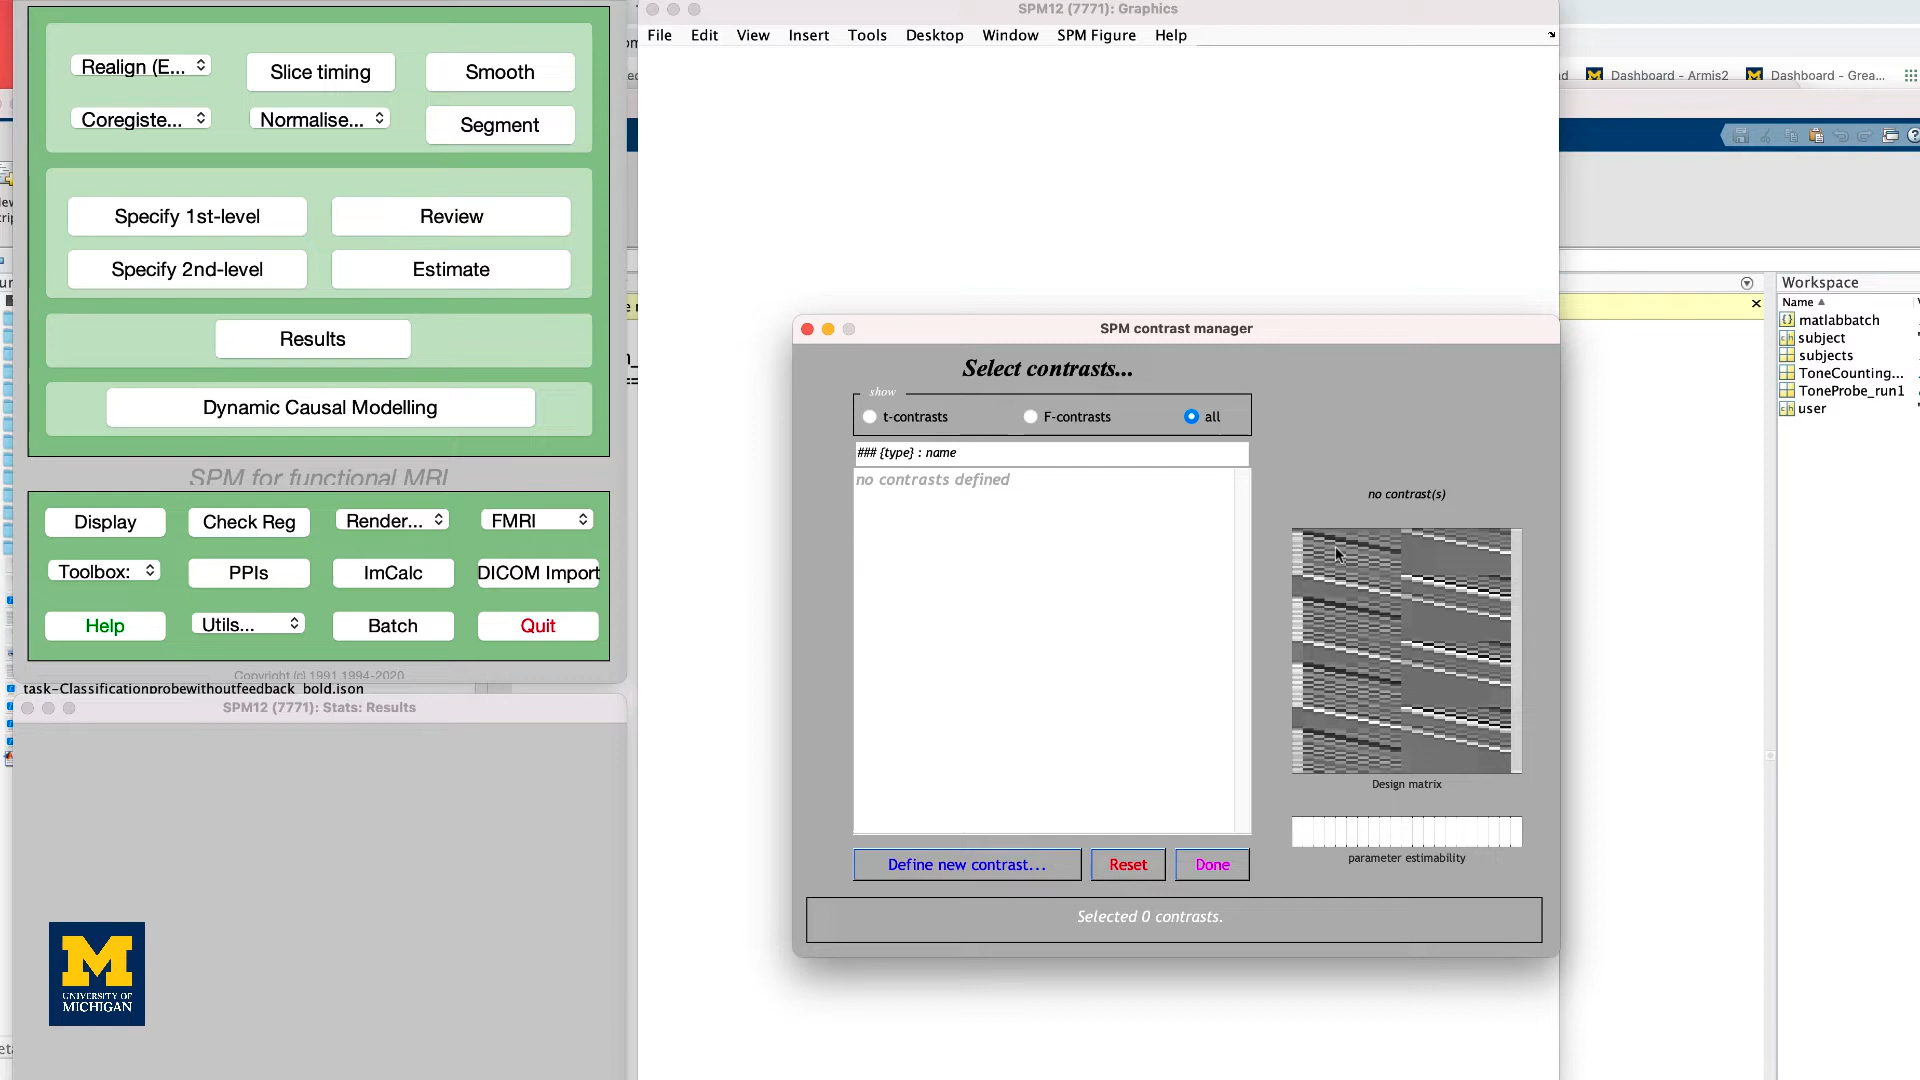 Realign (E...
Slice timing
Smooth
Coregiste...
Normalise...
Segment
Specify 1st-level
Review
Specify 2nd-level
Estimate
Results
Dynamic Causal Modelling
SPM for functional MRI
Display
Check Reg
Render...
FMRI
Toolbox:
PPIs
ImCalc
DICOM Import
Help
Utils...
Batch
Quit
Copyright (c) 1991,1994-2020
task-Classificationprobewithoutfeedback_bold.json
SPM12 (7771): Stats: Results
M
UNIVERSITY OF
MICHIGAN
SPM12 (7771): Graphics
File Edit View Insert Tools Desktop Window SPM Figure Help
SPM contrast manager
Select contrasts...
show
t-contrasts
F-contrasts
all
### {type} : name
no contrasts defined
no contrast(s)
Design matrix
parameter estimability
Define new contrast...
Reset
Done
Selected 0 contrasts.
Dashboard - Armis2
Dashboard - Grea...
Workspace
Name
matlabbatch
subject
subjects
ToneCounting...
ToneProbe_run1
user